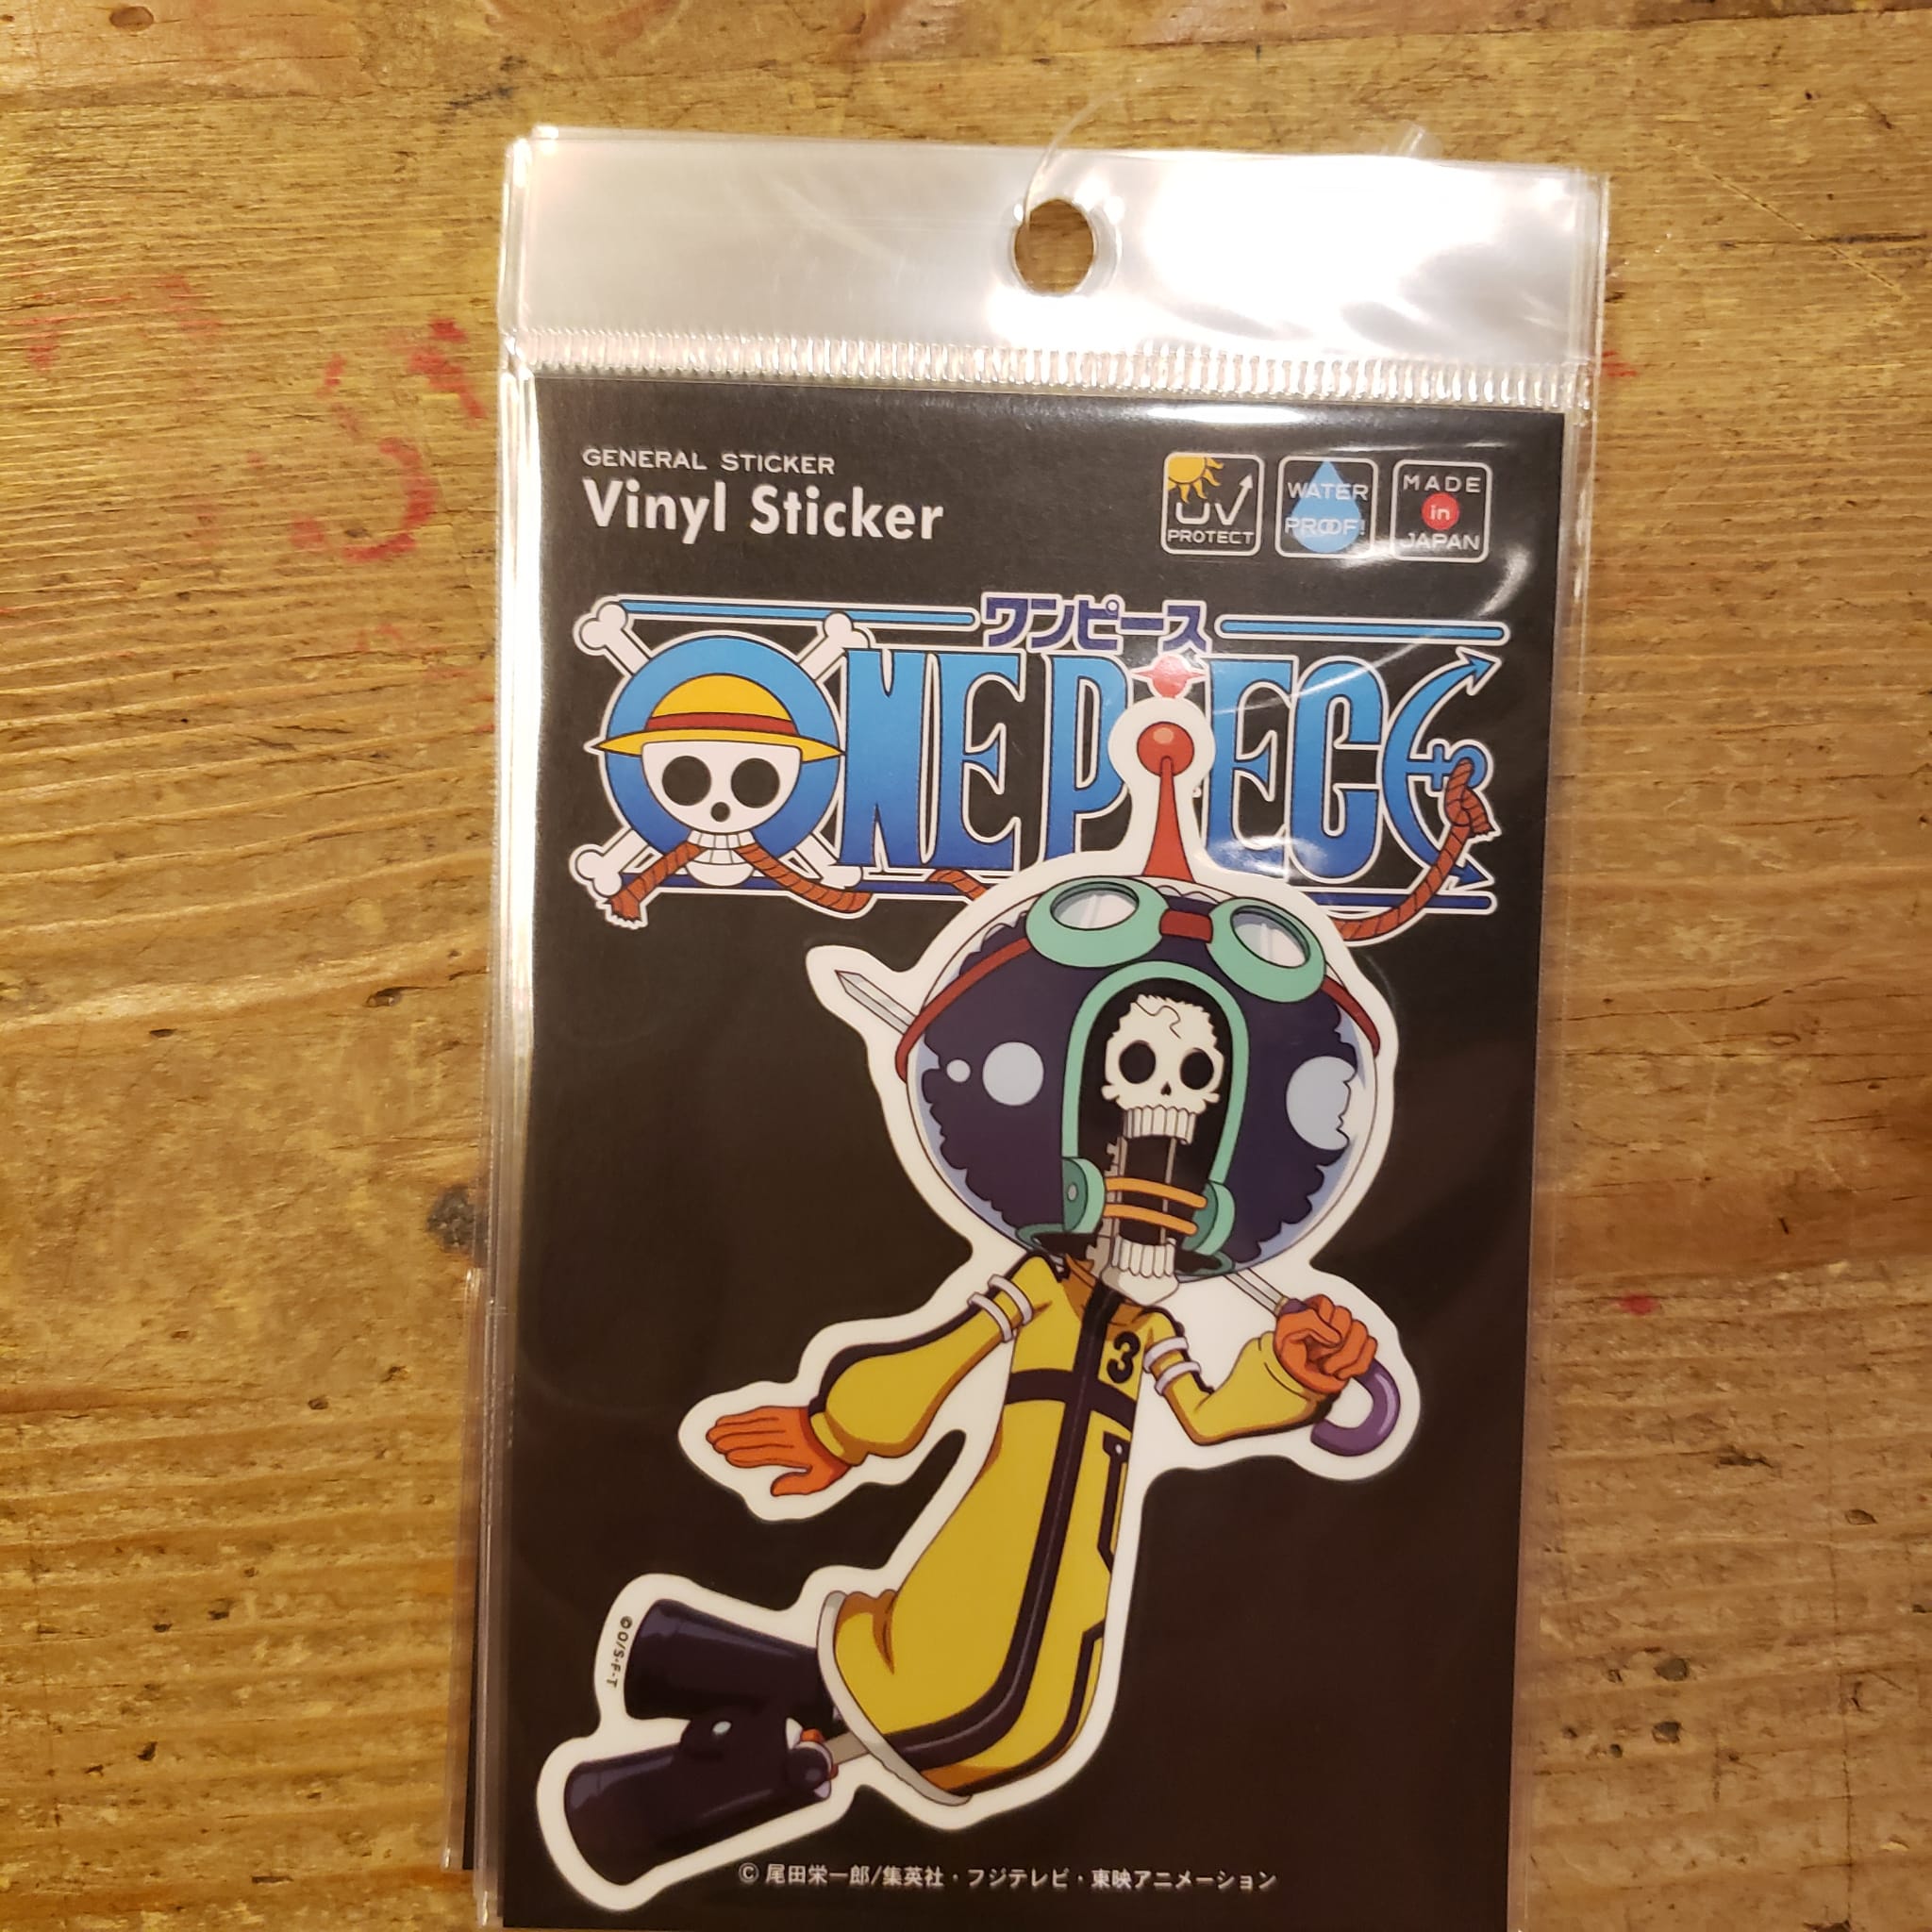 GENERAL STICKER
Vinyl Sticker
UV
PROTECT
WATER
PROOF!
MADE
in
JAPAN
ワンピース
ONE PIECE
3
©O/S・F・T
© 尾田栄一郎/集英社・フジテレビ・東映アニメーション